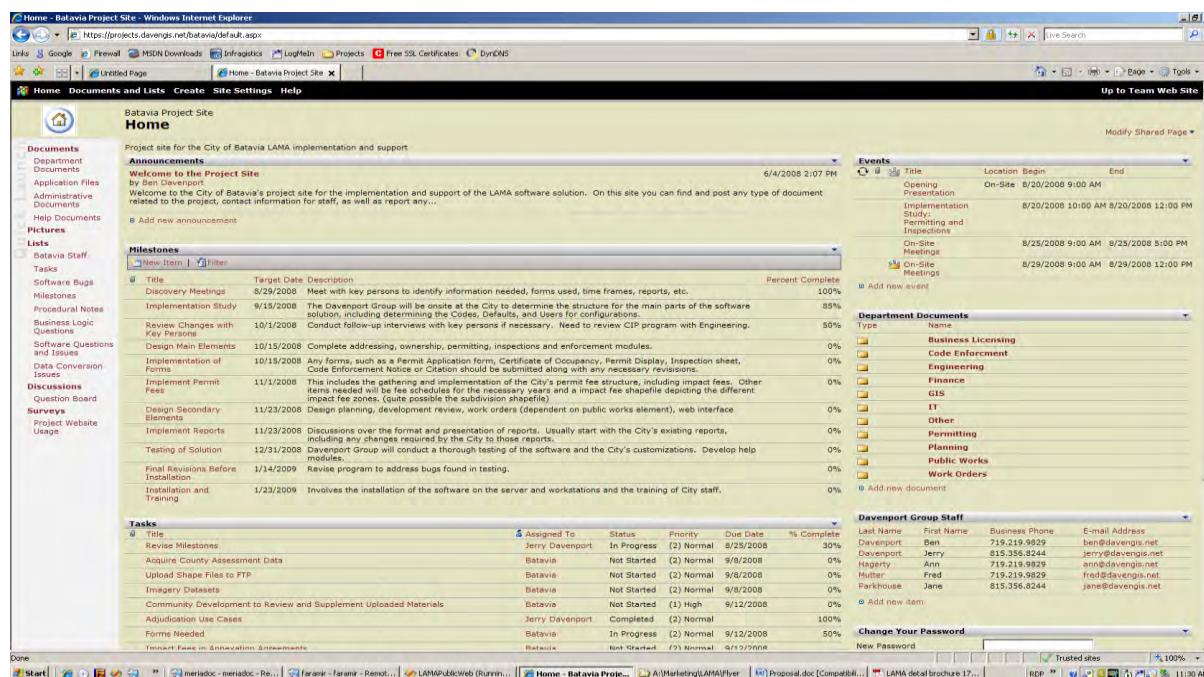 Home - Batavia Project Site - Windows Internet Explorer
https://projects.davengis.net/batavia/default.aspx
Live Search
Links Google Firewall MSDN Downloads Infragistics LogMeIn Projects Free SSL Certificates DynDNS
Untitled Page Home - Batavia Project Site Page Tools
Home Documents and Lists Create Site Settings Help Up to Team Web Site
Batavia Project Site
Home
Modify Shared Page
Quick Launch
Documents
Department Documents
Application Files
Administrative Documents
Help Documents
Pictures
Lists
Batavia Staff
Tasks
Software Bugs
Milestones
Procedural Notes
Business Logic Questions
Software Questions and Issues
Data Conversion Issues
Discussions
Question Board
Surveys
Project Website Usage
Project site for the City of Batavia LAMA implementation and support
Announcements
Welcome to the Project Site 6/4/2008 2:07 PM
by Ben Davenport
Welcome to the City of Batavia's project site for the implementation and support of the LAMA software solution. On this site you can find and post any type of document
related to the project, contact information for staff, as well as report any...
Add new announcement
Milestones
New Item | Filter
Title Target Date Description Percent Complete
Discovery Meetings 8/29/2008 Meet with key persons to identify information needed, forms used, time frames, reports, etc. 100%
Implementation Study 9/15/2008 The Davenport Group will be onsite at the City to determine the structure for the main parts of the software 85%
solution, including determining the Codes, Defaults, and Users for configurations.
Review Changes with 10/1/2008 Conduct follow-up interviews with key persons if necessary. Need to review CIP program with Engineering. 50%
Key Persons
Design Main Elements 10/15/2008 Complete addressing, ownership, permitting, inspections and enforcement modules. 0%
Implementation of 10/15/2008 Any forms, such as a Permit Application form, Certificate of Occupancy, Permit Display, Inspection sheet, 0%
Forms Code Enforcement Notice or Citation should be submitted along with any necessary revisisions.
Implement Permit 11/1/2008 This includes the gathering and implementation of the City's permit fee structure, including impact fees. Other 0%
Fees items needed will be fee schedules for the necessary years and a impact fee shapefile depicting the different
impact fee zones. (quite possible the subdivision shapefile)
Design Secondary 11/23/2008 Design planning, development review, work orders (dependent on public works element), web interface 0%
Elements
Implement Reports 11/23/2008 Discussions over the format and presentation of reports. Usually start with the City's existing reports, 0%
including any changes required by the City to those reports.
Testing of Solution 12/31/2008 Davenport Group will conduct a thorough testing of the software and the City's customizations. Develop help 0%
modules.
Final Revisions Before 1/14/2009 Revise program to address bugs found in testing. 0%
Installation
Installation and 1/23/2009 Involves the installation of the software on the server and workstations and the training of City staff. 0%
Training
Tasks
Title Assigned To Status Priority Due Date % Complete
Revise Milestones Jerry Davenport In Progress (2) Normal 8/25/2008 30%
Acquire County Assessment Data Batavia Not Started (2) Normal 9/8/2008 0%
Upload Shape Files to FTP Batavia Not Started (2) Normal 9/8/2008 0%
Imagery Datasets Batavia Not Started (2) Normal 9/8/2008 0%
Community Development to Review and Supplement Uploaded Materials Batavia Not Started (1) High 9/12/2008 0%
Adjudication Use Cases Jerry Davenport Completed (2) Normal 100%
Forms Needed Batavia In Progress (2) Normal 9/12/2008 50%
Impact Fees in Annexation Agreements Batavia Not Started (2) Normal 9/12/2008 0%
Events
Title Location Begin End
Opening Presentation On-Site 8/20/2008 9:00 AM
Implementation Study: Permitting and Inspections 8/20/2008 10:00 AM 8/20/2008 12:00 PM
On-Site Meetings 8/25/2008 9:00 AM 8/25/2008 5:00 PM
On-Site Meetings 8/29/2008 9:00 AM 8/29/2008 12:00 PM
Add new event
Department Documents
Type Name
Business Licensing
Code Enforcment
Engineering
Finance
GIS
IT
Other
Permitting
Planning
Public Works
Work Orders
Add new document
Davenport Group Staff
Last Name First Name Business Phone E-mail Address
Davenport Ben 719.219.9829 ben@davengis.net
Davenport Jerry 815.356.8244 jerry@davengis.net
Hagerty Ann 719.219.9829 ann@davengis.net
Mutter Fred 719.219.9829 fred@davengis.net
Parkhouse Jane 815.356.8244 jane@davengis.net
Add new item
Change Your Password
New Password
Done Trusted sites 100%
Start meriadoc - meriadoc - Re... faramir - faramir - Remot... LAMAPublicWeb (Runnin... Home - Batavia Proje... A:\Marketing\LAMA\Flyer Proposal.doc [Compatibili... LAMA detail brochure 17... RDP